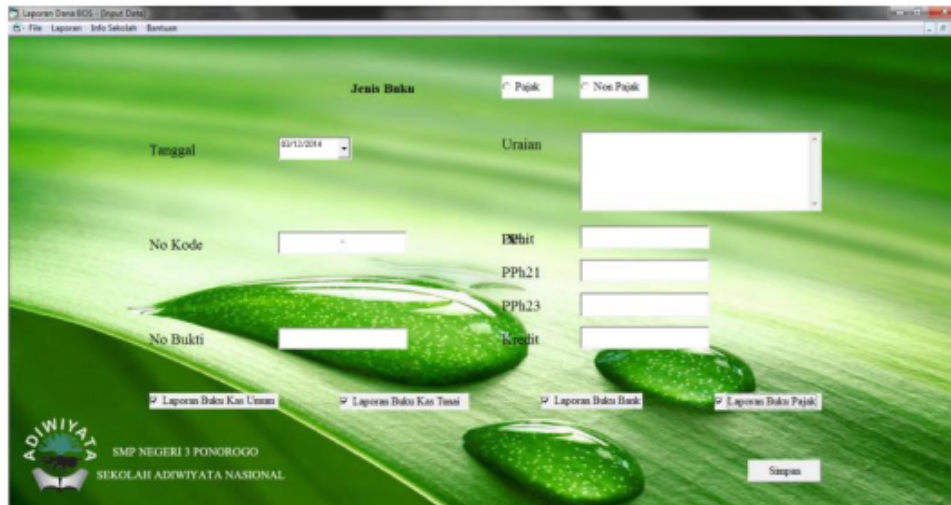 Laporan Dana BOS - [Input Data]
File Laporan Info Sekolah Bantuan
Jenis Buku Pajak Non Pajak
Tanggal 03/12/2014 Uraian
No Kode -
PPh21
PPh23
No Bukti Kredit
Laporan Buku Kas Umum Laporan Buku Kas Tunai Laporan Buku Bank Laporan Buku Pajak
ADIWIYATA
SMP NEGERI 3 PONOROGO
SEKOLAH ADIWIYATA NASIONAL
Simpan